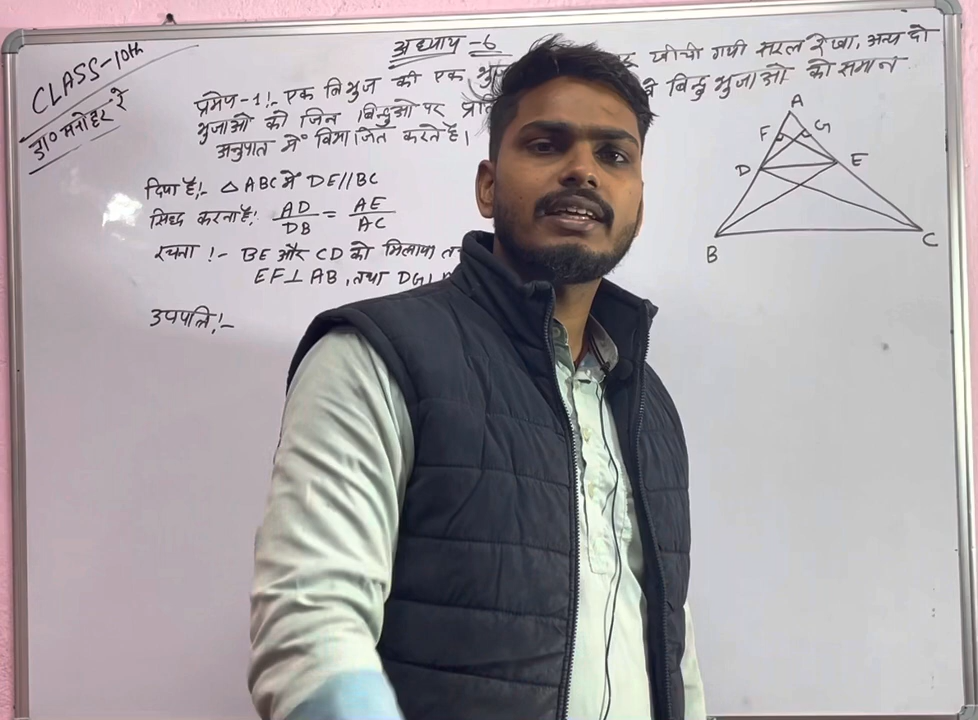 CLASS-10th
डा० मनोहर रे
अध्याय -6
प्रमेय-1!- एक त्रिभुज की एक खीची गयी सरल रेखा, अन्य दो
भुजाओं को जिन बिन्दुओ पर बिन्दु भुजाओ को समान
अनुपात में विभाजित करते है।
दिया है!- △ ABC में DE//BC
सिद्ध करना है! AD/DB = AE/AC
रचना !- BE और CD को मिलाया
EF⊥ AB, तथा DG⊥
उपपत्ति!-
A
F G
D E
B C